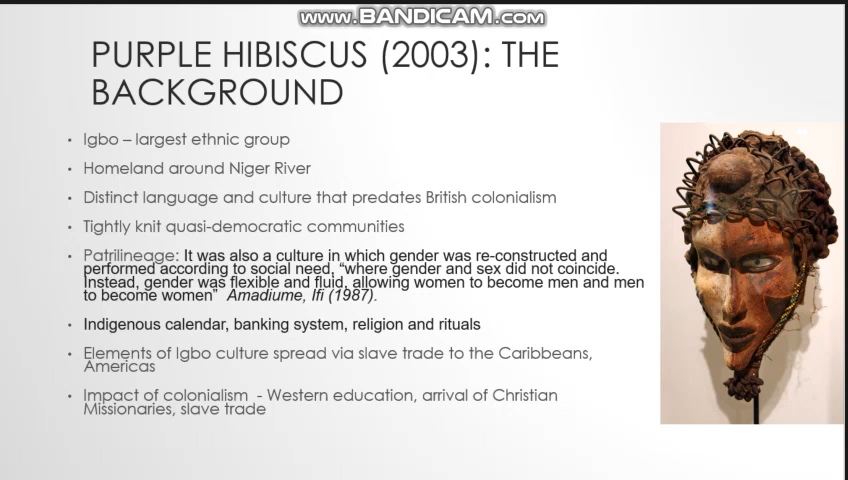 www.BANDICAM.com
PURPLE HIBISCUS (2003): THE
BACKGROUND
• Igbo – largest ethnic group
• Homeland around Niger River
• Distinct language and culture that predates British colonialism
• Tightly knit quasi-democratic communities
• Patrilineage: It was also a culture in which gender was re-constructed and
performed according to social need, “where gender and sex did not coincide.
Instead, gender was flexible and fluid, allowing women to become men and men
to become women” Amadiume, Ifi (1987).
• Indigenous calendar, banking system, religion and rituals
• Elements of Igbo culture spread via slave trade to the Caribbeans,
Americas
• Impact of colonialism - Western education, arrival of Christian
Missionaries, slave trade